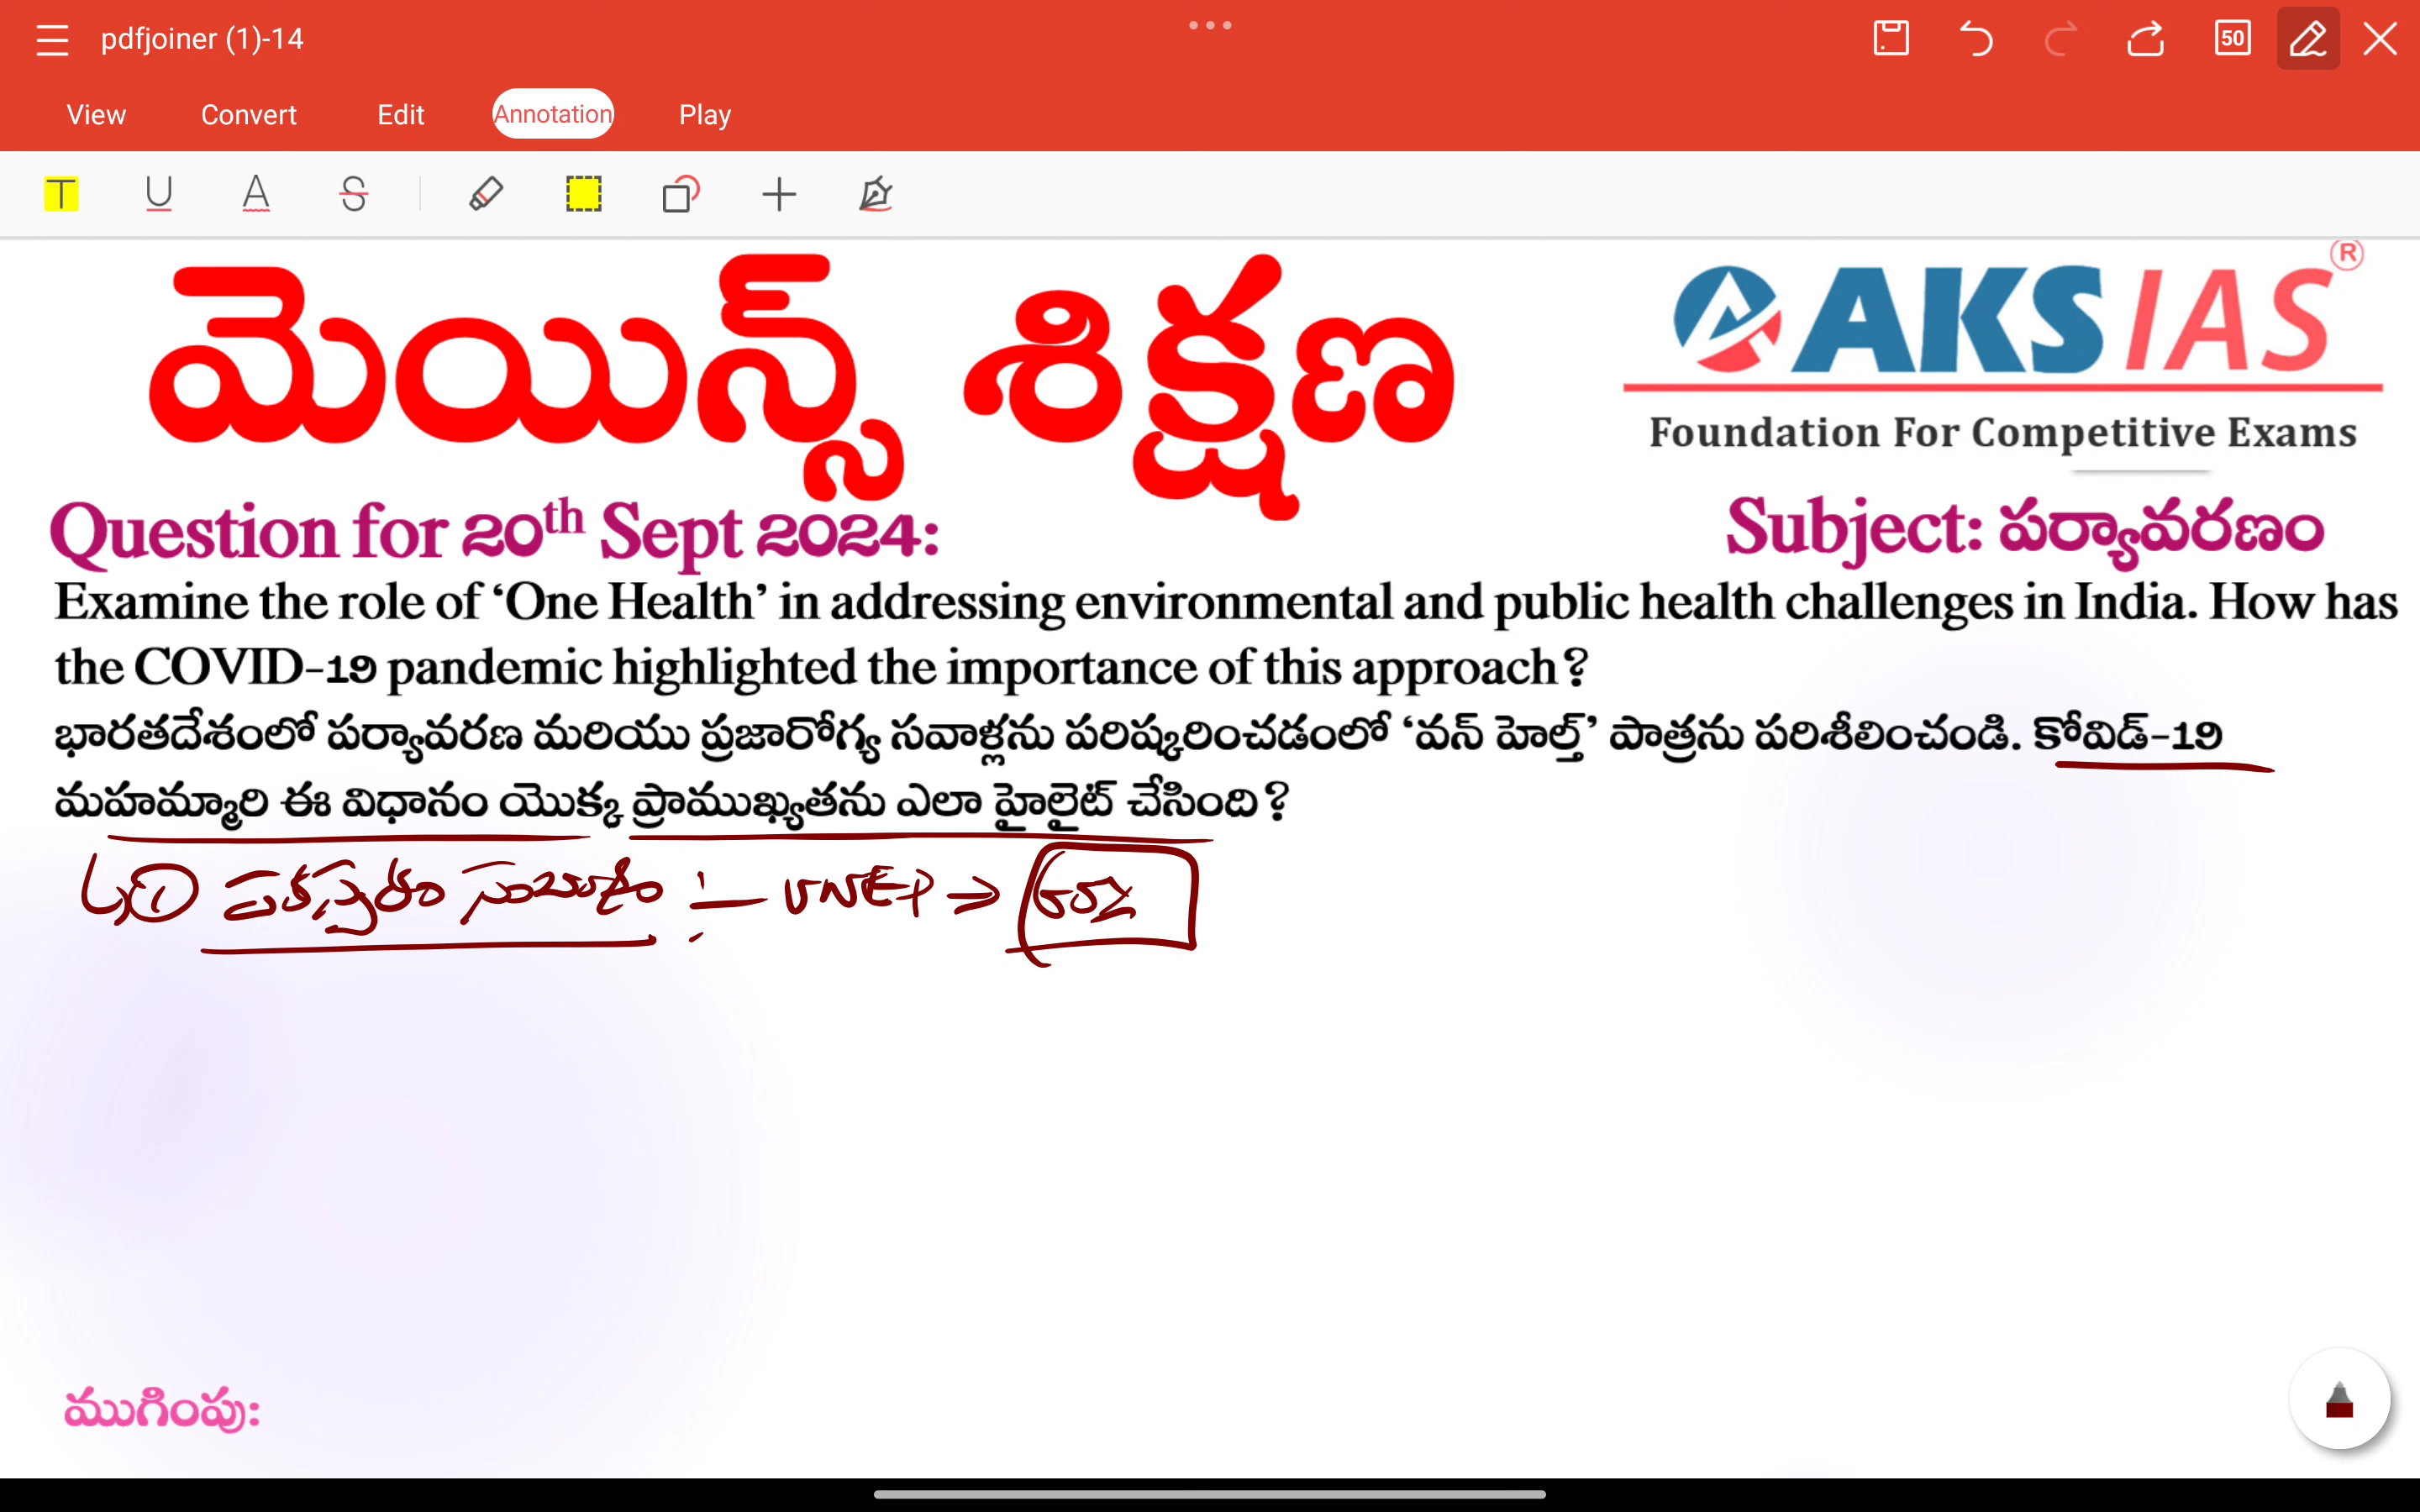 pdfjoiner (1)-14
50
View Convert Edit Annotation Play
T U A S
మెయిన్స్ శిక్షణ
AKS IAS ®
Foundation For Competitive Exams
Question for 20th Sept 2024:
Subject: పర్యావరణం
Examine the role of ‘One Health’ in addressing environmental and public health challenges in India. How has
the COVID-19 pandemic highlighted the importance of this approach?
భారతదేశంలో పర్యావరణ మరియు ప్రజారోగ్య సవాళ్లను పరిష్కరించడంలో ‘వన్ హెల్త్’ పాత్రను పరిశీలించండి. కోవిడ్-19
మహమ్మారి ఈ విధానం యొక్క ప్రాముఖ్యతను ఎలా హైలైట్ చేసింది?
① పరస్పరం సంబంధం :- UNEP ⇒
ముగింపు: